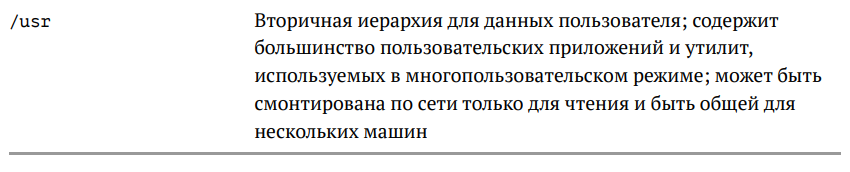 /usr Вторичная иерархия для данных пользователя; содержит
большинство пользовательских приложений и утилит,
используемых в многопользовательском режиме; может быть
смонтирована по сети только для чтения и быть общей для
нескольких машин